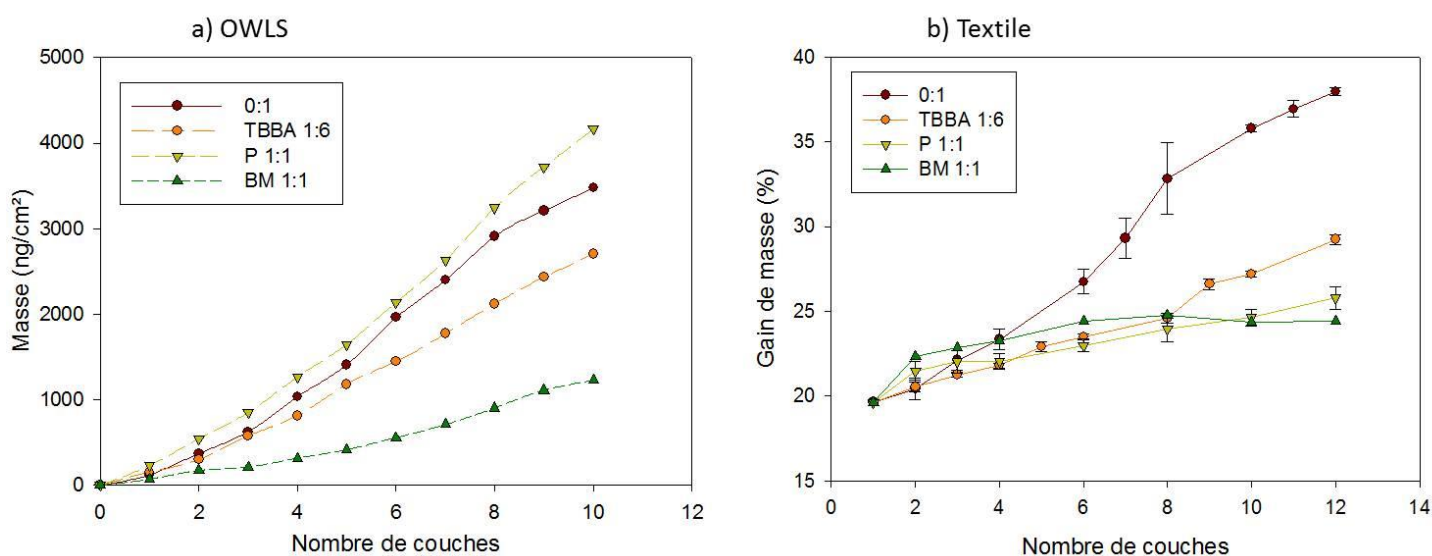 a) OWLS
5000
4000
3000
2000
1000
0
Masse (ng/cm²)
0:1
TBBA 1:6
P 1:1
BM 1:1
0 2 4 6 8 10 12
Nombre de couches
b) Textile
40
35
30
25
20
15
Gain de masse (%)
0:1
TBBA 1:6
P 1:1
BM 1:1
0 2 4 6 8 10 12 14
Nombre de couches